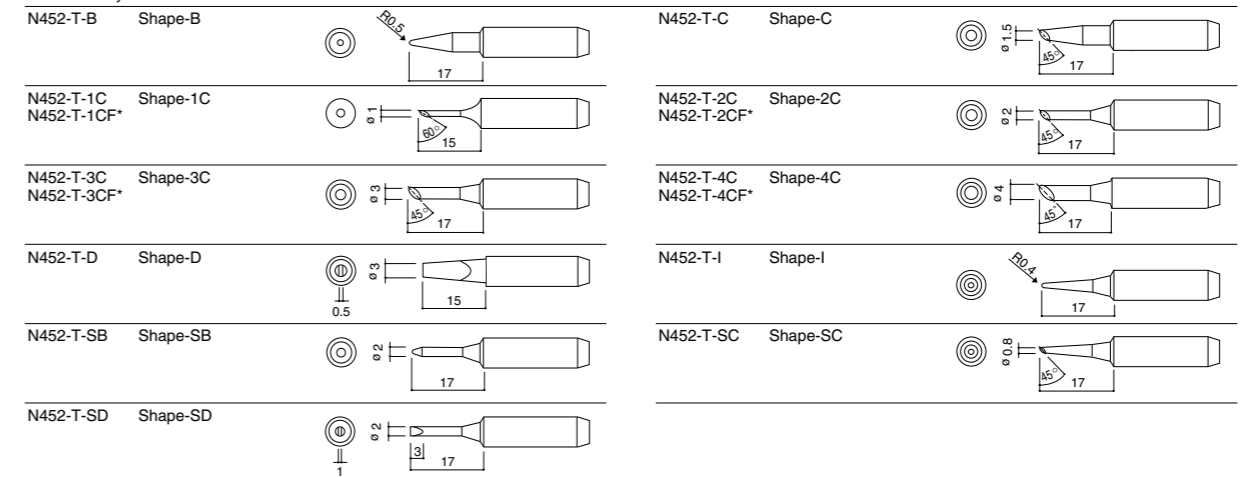 N452-T-B Shape-B R0.5 17
N452-T-C Shape-C ø 1.5 45° 17
N452-T-1C Shape-1C ø 1 60° 15
N452-T-1CF*
N452-T-2C Shape-2C ø 2 45° 17
N452-T-2CF*
N452-T-3C Shape-3C ø 3 45° 17
N452-T-3CF*
N452-T-4C Shape-4C ø 4 45° 17
N452-T-4CF*
N452-T-D Shape-D ø 3 0.5 15
N452-T-I Shape-I R0.4 17
N452-T-SB Shape-SB ø 2 17
N452-T-SC Shape-SC ø 0.8 45° 17
N452-T-SD Shape-SD ø 2 1 3 17